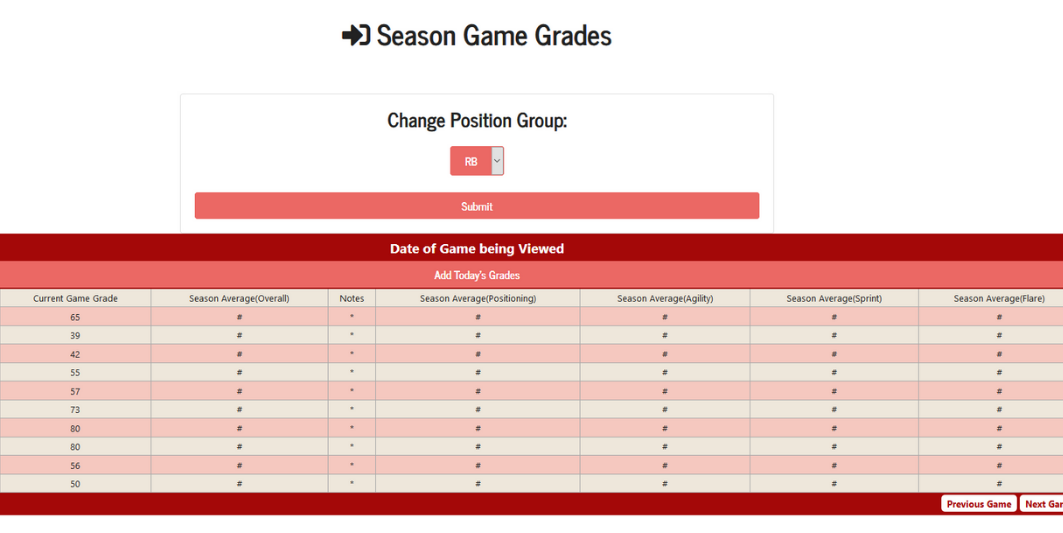 Season Game Grades
Change Position Group:
RB
Submit
Date of Game being Viewed
Add Today's Grades
Current Game Grade Season Average(Overall) Notes Season Average(Positioning) Season Average(Agility) Season Average(Sprint) Season Average(Flare)
65 # * # # # #
39 # * # # # #
42 # * # # # #
55 # * # # # #
57 # * # # # #
73 # * # # # #
80 # * # # # #
80 # * # # # #
56 # * # # # #
50 # * # # # #
Previous Game Next Gar